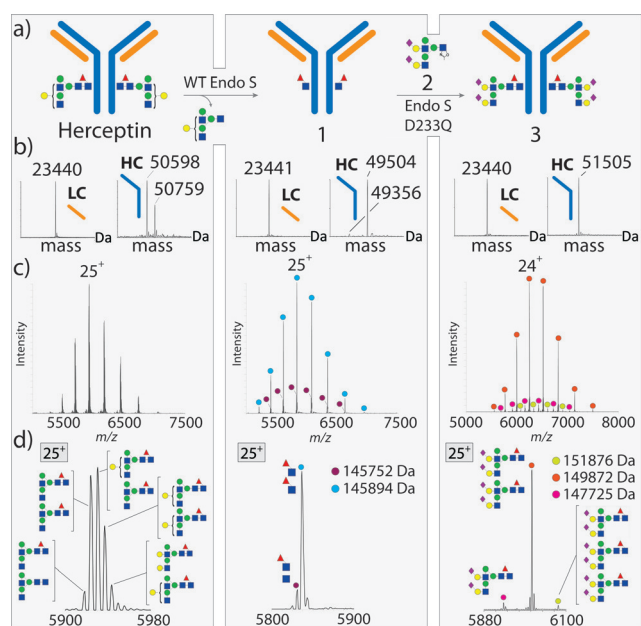 a)
WT Endo S
2
Endo S
D233Q
Herceptin
1
3
b)
23440
LC
HC
50598
50759
mass
Da
mass
Da
23441
LC
HC
49504
49356
mass
Da
mass
Da
23440
LC
HC
51505
mass
Da
mass
Da
c)
25+
Intensity
5500
6500
7500
m/z
25+
Intensity
5500
6500
7500
m/z
24+
Intensity
5000
6000
7000
8000
m/z
d)
25+
5900
5980
25+
145752 Da
145894 Da
5800
5900
25+
151876 Da
149872 Da
147725 Da
5880
6100